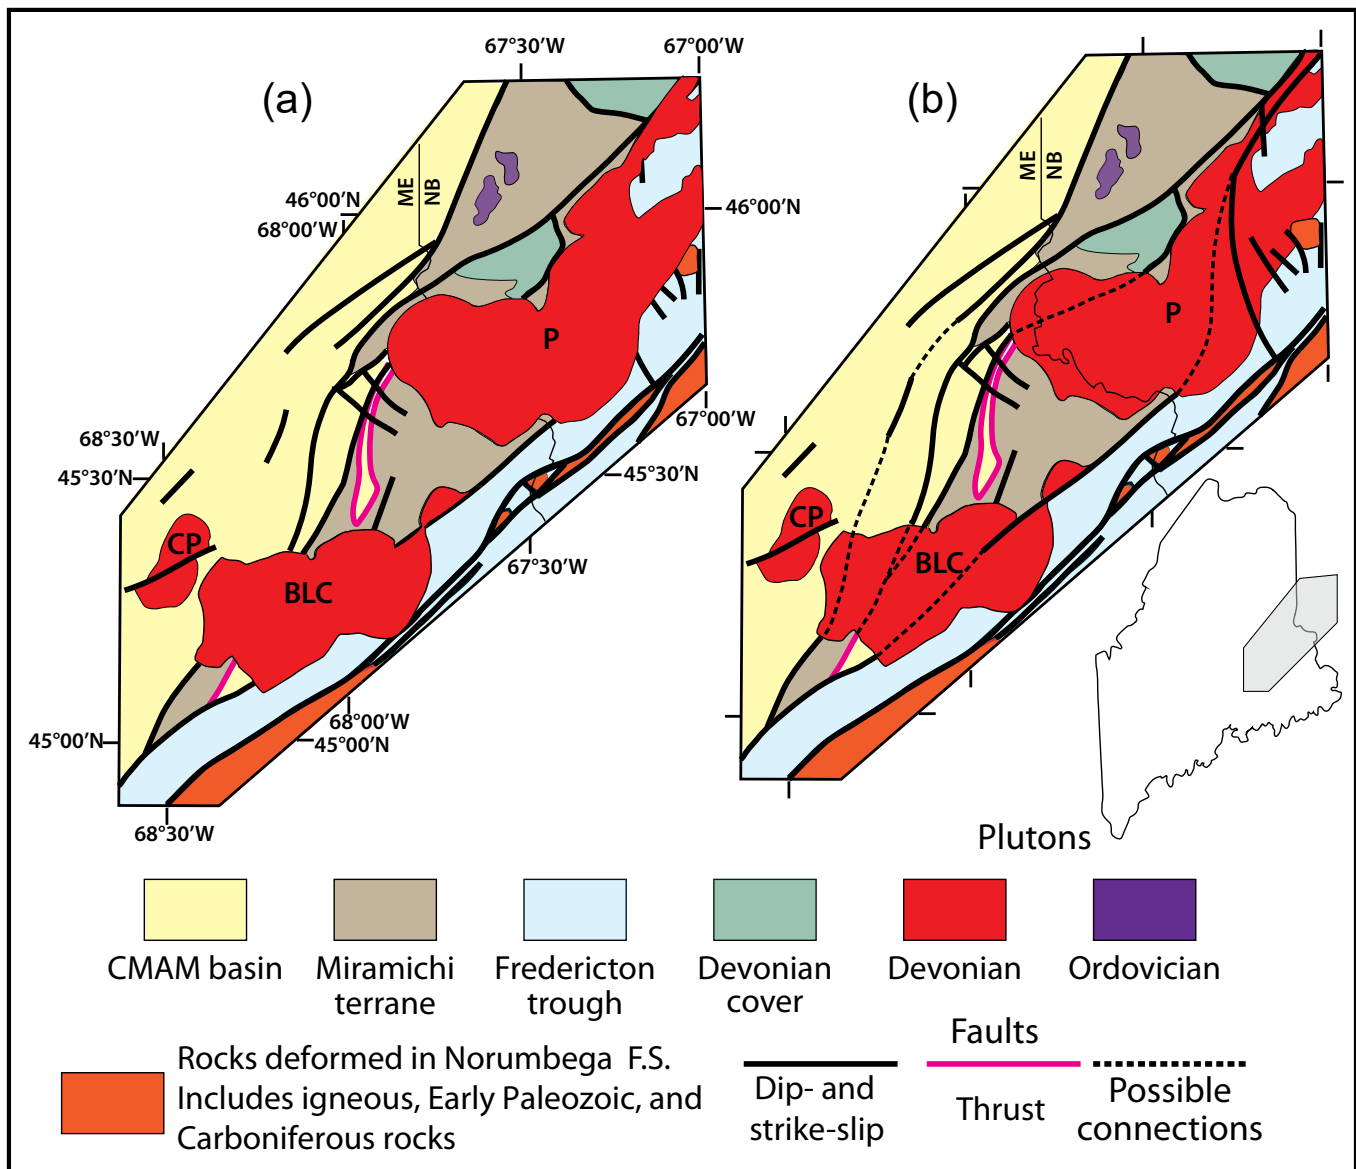 67°30'W
67°00'W
(a)
(b)
ME
NB
ME
NB
46°00'N
68°00'W
46°00'N
P
P
67°00'W
68°30'W
45°30'N
45°30'N
CP
CP
BLC
BLC
67°30'W
68°00'W
45°00'N
45°00'N
68°30'W
Plutons
CMAM basin
Miramichi
terrane
Fredericton
trough
Devonian
cover
Devonian
Ordovician
Rocks deformed in Norumbega F.S.
Includes igneous, Early Paleozoic, and
Carboniferous rocks
Faults
Dip- and
strike-slip
Thrust
Possible
connections